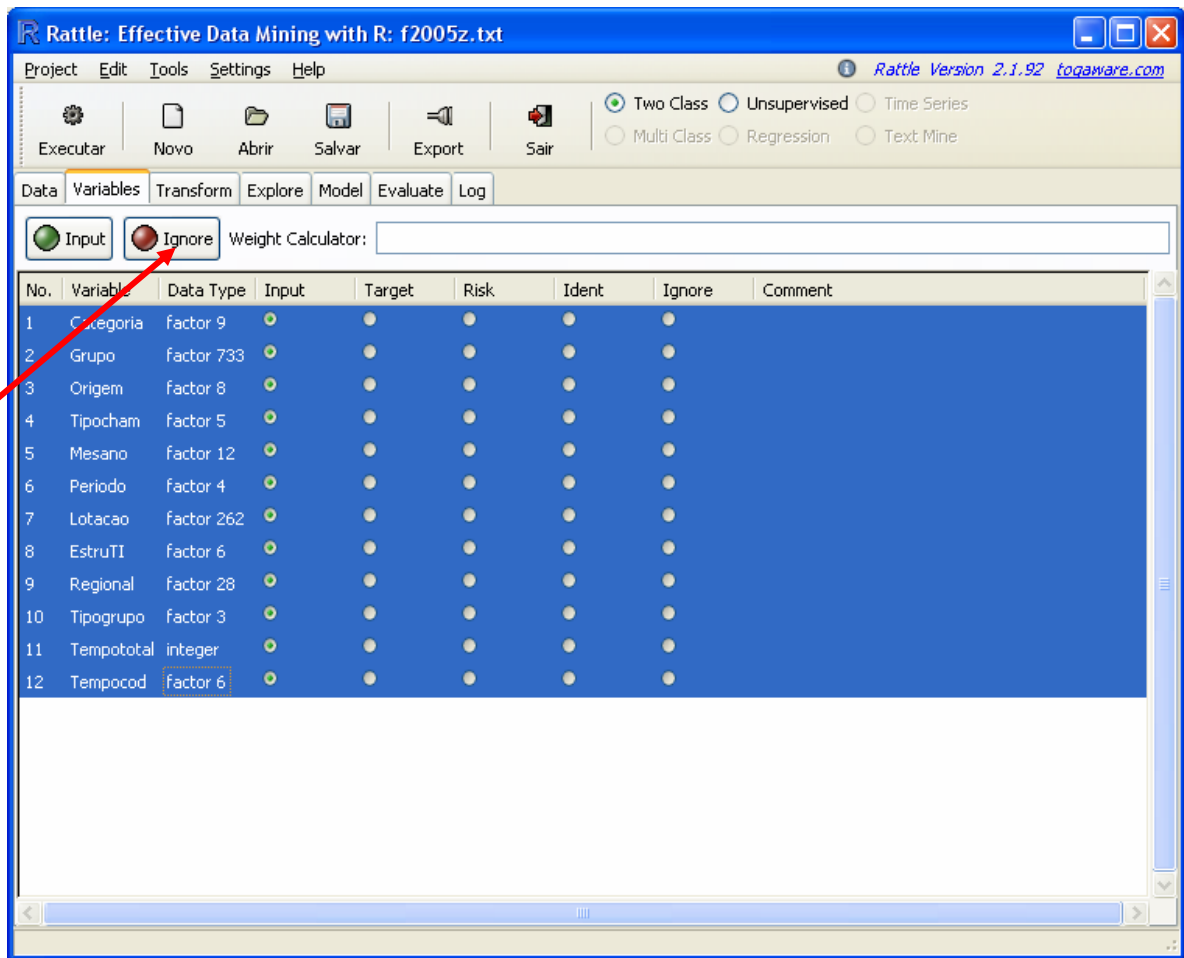 Rattle: Effective Data Mining with R: f2005z.txt
Project Edit Tools Settings Help Rattle Version 2.1.92 togaware.com
Executar Novo Abrir Salvar Export Sair
Two Class Unsupervised Time Series
Multi Class Regression Text Mine
Data Variables Transform Explore Model Evaluate Log
Input Ignore Weight Calculator:
No. Variable Data Type Input Target Risk Ident Ignore Comment
1 Categoria factor 9
2 Grupo factor 733
3 Origem factor 8
4 Tipocham factor 5
5 Mesano factor 12
6 Periodo factor 4
7 Lotacao factor 262
8 EstruTI factor 6
9 Regional factor 28
10 Tipogrupo factor 3
11 Tempototal integer
12 Tempocod factor 6